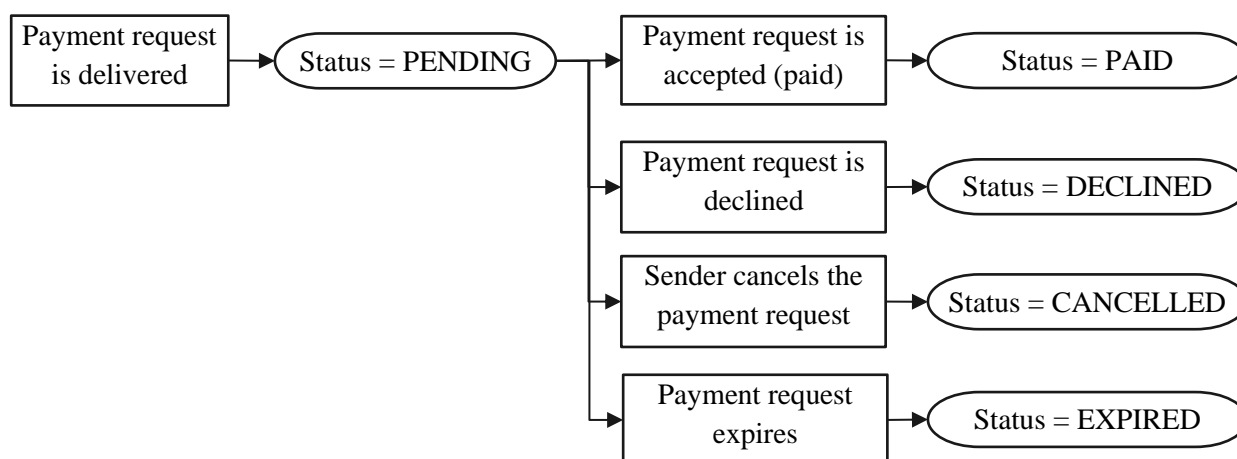 Payment request
is delivered
Status = PENDING
Payment request is
accepted (paid)
Status = PAID
Payment request is
declined
Status = DECLINED
Sender cancels the
payment request
Status = CANCELLED
Payment request
expires
Status = EXPIRED